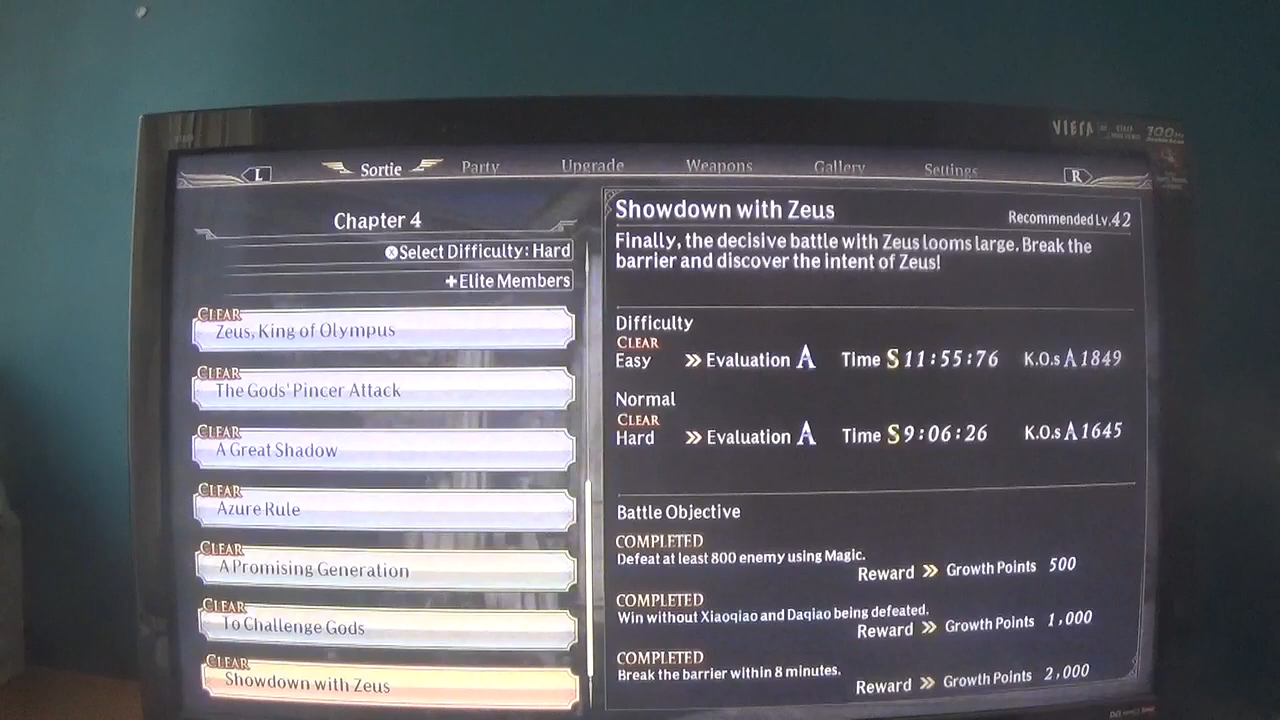 VIERA
100Hz
L Sortie Party Upgrade Weapons Gallery Settings R
Chapter 4
Select Difficulty: Hard
+Elite Members
CLEAR
Zeus, King of Olympus
CLEAR
The Gods' Pincer Attack
CLEAR
A Great Shadow
CLEAR
Azure Rule
CLEAR
A Promising Generation
CLEAR
To Challenge Gods
CLEAR
Showdown with Zeus
Showdown with Zeus
Recommended Lv.42
Finally, the decisive battle with Zeus looms large. Break the
barrier and discover the intent of Zeus!
Difficulty
CLEAR
Easy » Evaluation A Time S 11:55:76 K.O.s A 1849
Normal
CLEAR
Hard » Evaluation A Time S 9:06:26 K.O.s A 1645
Battle Objective
COMPLETED
Defeat at least 800 enemy using Magic.
Reward » Growth Points 500
COMPLETED
Win without Xiaoqiao and Daqiao being defeated.
Reward » Growth Points 1,000
COMPLETED
Break the barrier within 8 minutes.
Reward » Growth Points 2,000